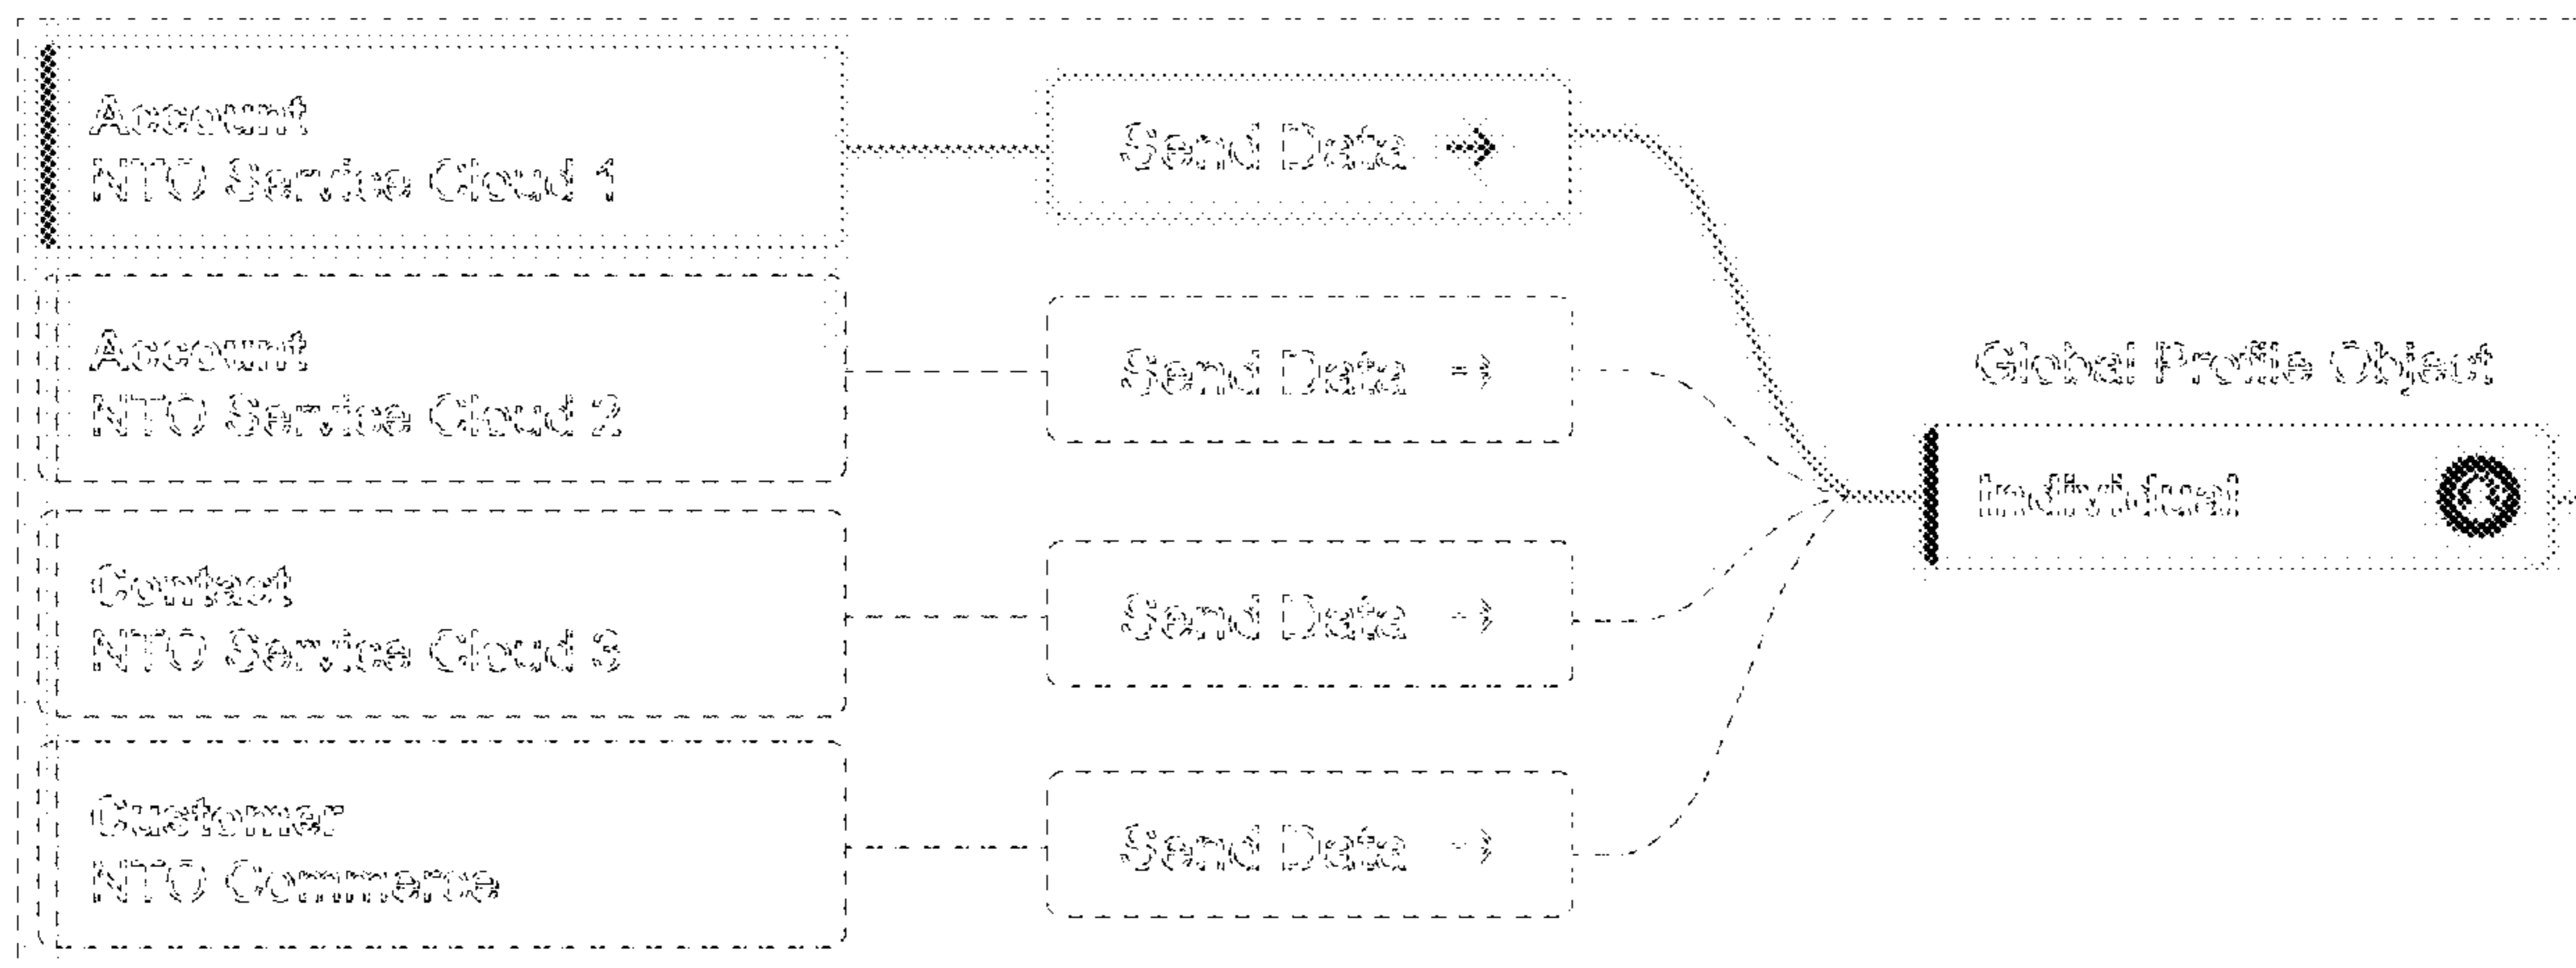 Account
NTO Service Cloud 1
Send Data →
Account
NTO Service Cloud 2
Send Data →
Contact
NTO Service Cloud 3
Send Data →
Customer
NTO Commerce
Send Data →
Global Profile Object
Individual